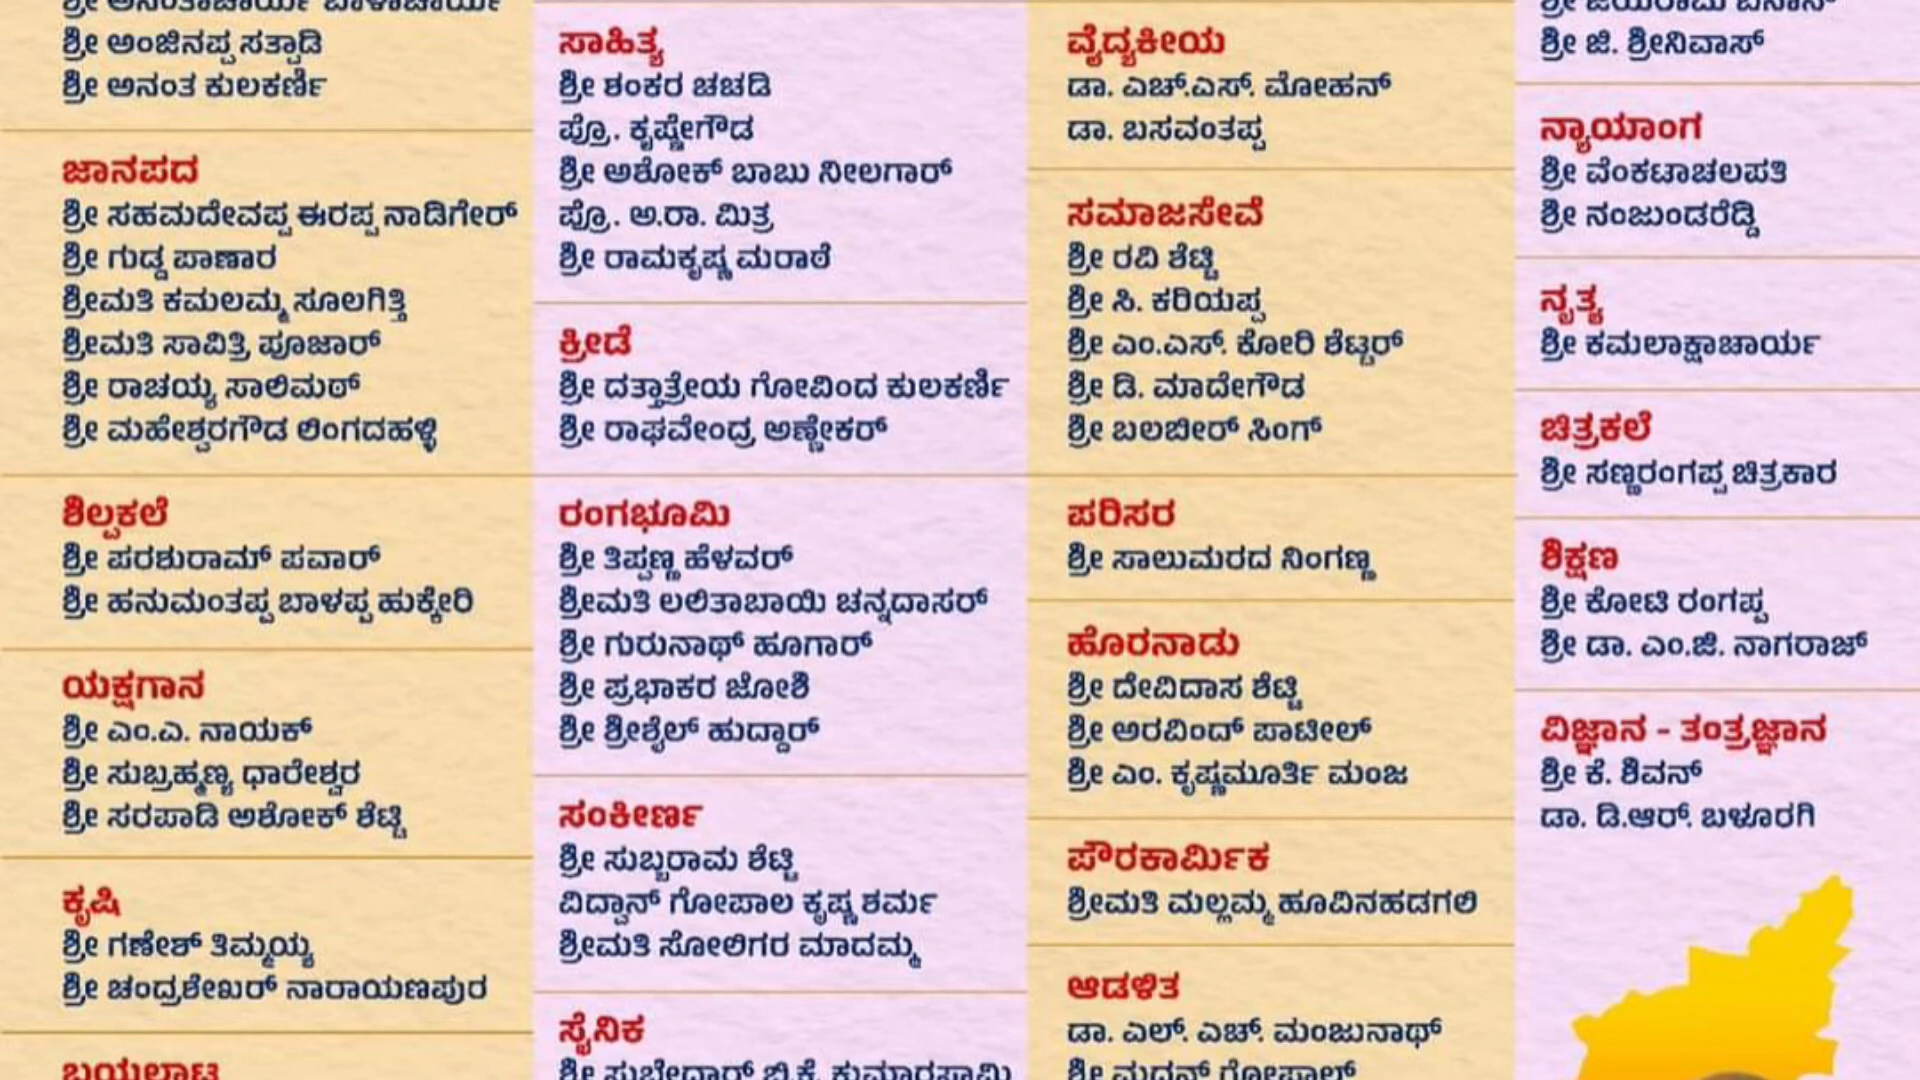 ಶ್ರೀ ಅನಂತಾಚಾರ್ಯ ಬಾಳಾಚಾರ್ಯ
ಶ್ರೀ ಅಂಜಿನಪ್ಪ ಸತ್ಪಾಡಿ
ಶ್ರೀ ಅನಂತ ಕುಲಕರ್ಣಿ
ಜಾನಪದ
ಶ್ರೀ ಸಹಮದೇವಪ್ಪ ಈರಪ್ಪ ನಾಡಿಗೇರ್
ಶ್ರೀ ಗುಡ್ಡ ಪಾಣಾರ
ಶ್ರೀಮತಿ ಕಮಲಮ್ಮ ಸೂಲಗಿತ್ತಿ
ಶ್ರೀಮತಿ ಸಾವಿತ್ರಿ ಪೂಜಾರ್
ಶ್ರೀ ರಾಚಯ್ಯ ಸಾಲಿಮಠ್
ಶ್ರೀ ಮಹೇಶ್ವರಗೌಡ ಲಿಂಗದಹಳ್ಳಿ
ಶಿಲ್ಪಕಲೆ
ಶ್ರೀ ಪರಶುರಾಮ್ ಪವಾರ್
ಶ್ರೀ ಹನುಮಂತಪ್ಪ ಬಾಳಪ್ಪ ಹುಕ್ಕೇರಿ
ಯಕ್ಷಗಾನ
ಶ್ರೀ ಎಂ.ಎ. ನಾಯಕ್
ಶ್ರೀ ಸುಬ್ರಹ್ಮಣ್ಯ ಧಾರೇಶ್ವರ
ಶ್ರೀ ಸರಪಾಡಿ ಅಶೋಕ್ ಶೆಟ್ಟಿ
ಕೃಷಿ
ಶ್ರೀ ಗಣೇಶ್ ತಿಮ್ಮಯ್ಯ
ಶ್ರೀ ಚಂದ್ರಶೇಖರ್ ನಾರಾಯಣಪುರ
ಬಯಲಾಟ
ಸಾಹಿತ್ಯ
ಶ್ರೀ ಶಂಕರ ಚಚಡಿ
ಪ್ರೊ. ಕೃಷ್ಣೇಗೌಡ
ಶ್ರೀ ಅಶೋಕ್ ಬಾಬು ನೀಲಗಾರ್
ಪ್ರೊ. ಅ.ರಾ. ಮಿತ್ರ
ಶ್ರೀ ರಾಮಕೃಷ್ಣ ಮರಾಠೆ
ಕ್ರೀಡೆ
ಶ್ರೀ ದತ್ತಾತ್ರೇಯ ಗೋವಿಂದ ಕುಲಕರ್ಣಿ
ಶ್ರೀ ರಾಘವೇಂದ್ರ ಅಣ್ಣೇಕರ್
ರಂಗಭೂಮಿ
ಶ್ರೀ ತಿಪ್ಪಣ್ಣ ಹೆಳವರ್
ಶ್ರೀಮತಿ ಲಲಿತಾಬಾಯಿ ಚನ್ನದಾಸರ್
ಶ್ರೀ ಗುರುನಾಥ್ ಹೂಗಾರ್
ಶ್ರೀ ಪ್ರಭಾಕರ ಜೋಶಿ
ಶ್ರೀ ಶ್ರೀಶೈಲ್ ಹುದ್ದಾರ್
ಸಂಕೀರ್ಣ
ಶ್ರೀ ಸುಬ್ಬರಾಮ ಶೆಟ್ಟಿ
ವಿದ್ವಾನ್ ಗೋಪಾಲ ಕೃಷ್ಣ ಶರ್ಮ
ಶ್ರೀಮತಿ ಸೋಲಿಗರ ಮಾದಮ್ಮ
ಸೈನಿಕ
ಶ್ರೀ ಸುಬೇದಾರ್ ಬಿ.ಕೆ. ಕುಮಾರಸ್ವಾಮಿ
ವೈದ್ಯಕೀಯ
ಡಾ. ಎಚ್.ಎಸ್. ಮೋಹನ್
ಡಾ. ಬಸವಂತಪ್ಪ
ಸಮಾಜಸೇವೆ
ಶ್ರೀ ರವಿ ಶೆಟ್ಟಿ
ಶ್ರೀ ಸಿ. ಕರಿಯಪ್ಪ
ಶ್ರೀ ಎಂ.ಎಸ್. ಕೋರಿ ಶೆಟ್ಟರ್
ಶ್ರೀ ಡಿ. ಮಾದೇಗೌಡ
ಶ್ರೀ ಬಲಬೀರ್ ಸಿಂಗ್
ಪರಿಸರ
ಶ್ರೀ ಸಾಲುಮರದ ನಿಂಗಣ್ಣ
ಹೊರನಾಡು
ಶ್ರೀ ದೇವಿದಾಸ ಶೆಟ್ಟಿ
ಶ್ರೀ ಅರವಿಂದ್ ಪಾಟೀಲ್
ಶ್ರೀ ಎಂ. ಕೃಷ್ಣಮೂರ್ತಿ ಮಂಜ
ಪೌರಕಾರ್ಮಿಕ
ಶ್ರೀಮತಿ ಮಲ್ಲಮ್ಮ ಹೂವಿನಹಡಗಲಿ
ಆಡಳಿತ
ಡಾ. ಎಲ್. ಎಚ್. ಮಂಜುನಾಥ್
ಶ್ರೀ ಮದನ್ ಗೋಪಾಲ್
ಶ್ರೀ ಜಿ. ಶ್ರೀನಿವಾಸ್
ನ್ಯಾಯಾಂಗ
ಶ್ರೀ ವೆಂಕಟಾಚಲಪತಿ
ಶ್ರೀ ನಂಜುಂಡರೆಡ್ಡಿ
ನೃತ್ಯ
ಶ್ರೀ ಕಮಲಾಕ್ಷಾಚಾರ್ಯ
ಚಿತ್ರಕಲೆ
ಶ್ರೀ ಸಣ್ಣರಂಗಪ್ಪ ಚಿತ್ರಕಾರ
ಶಿಕ್ಷಣ
ಶ್ರೀ ಕೋಟಿ ರಂಗಪ್ಪ
ಶ್ರೀ ಡಾ. ಎಂ.ಜಿ. ನಾಗರಾಜ್
ವಿಜ್ಞಾನ - ತಂತ್ರಜ್ಞಾನ
ಶ್ರೀ ಕೆ. ಶಿವನ್
ಡಾ. ಡಿ.ಆರ್. ಬಳೂರಗಿ